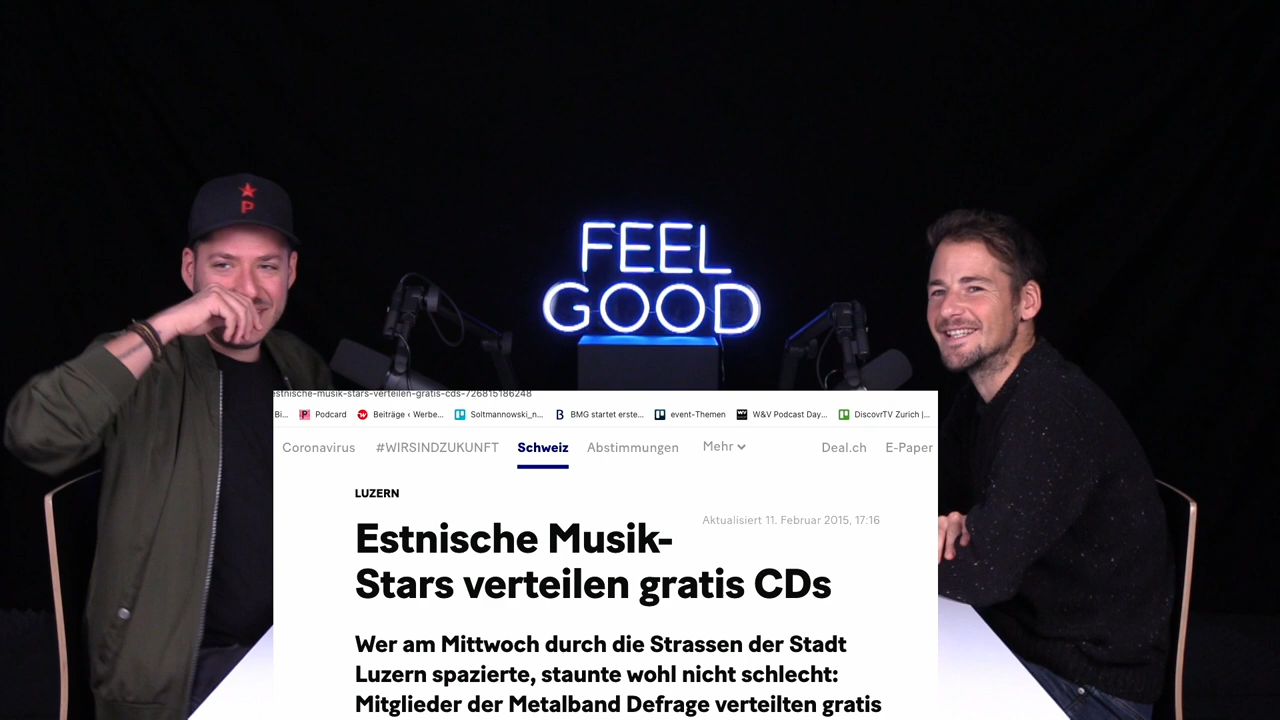 P
FEEL
GOOD
estnische-musik-stars-verteilen-gratis-cds-726815186248
Bi... Podcard Beiträge ‹ Werbe... Soltmannowski_n... BMG startet erste... event-Themen W&V Podcast Day... DiscovrTV Zurich |...
Coronavirus #WIRSINDZUKUNFT Schweiz Abstimmungen Mehr Deal.ch E-Paper
LUZERN
Aktualisiert 11. Februar 2015, 17:16
Estnische Musik-
Stars verteilen gratis CDs
Wer am Mittwoch durch die Strassen der Stadt
Luzern spazierte, staunte wohl nicht schlecht:
Mitglieder der Metalband Defrage verteilten gratis